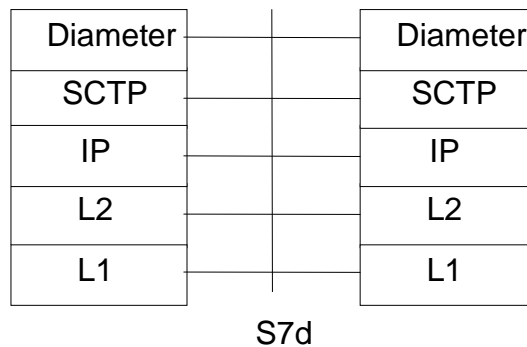 Diameter Diameter
SCTP SCTP
IP IP
L2 L2
L1 L1
S7d